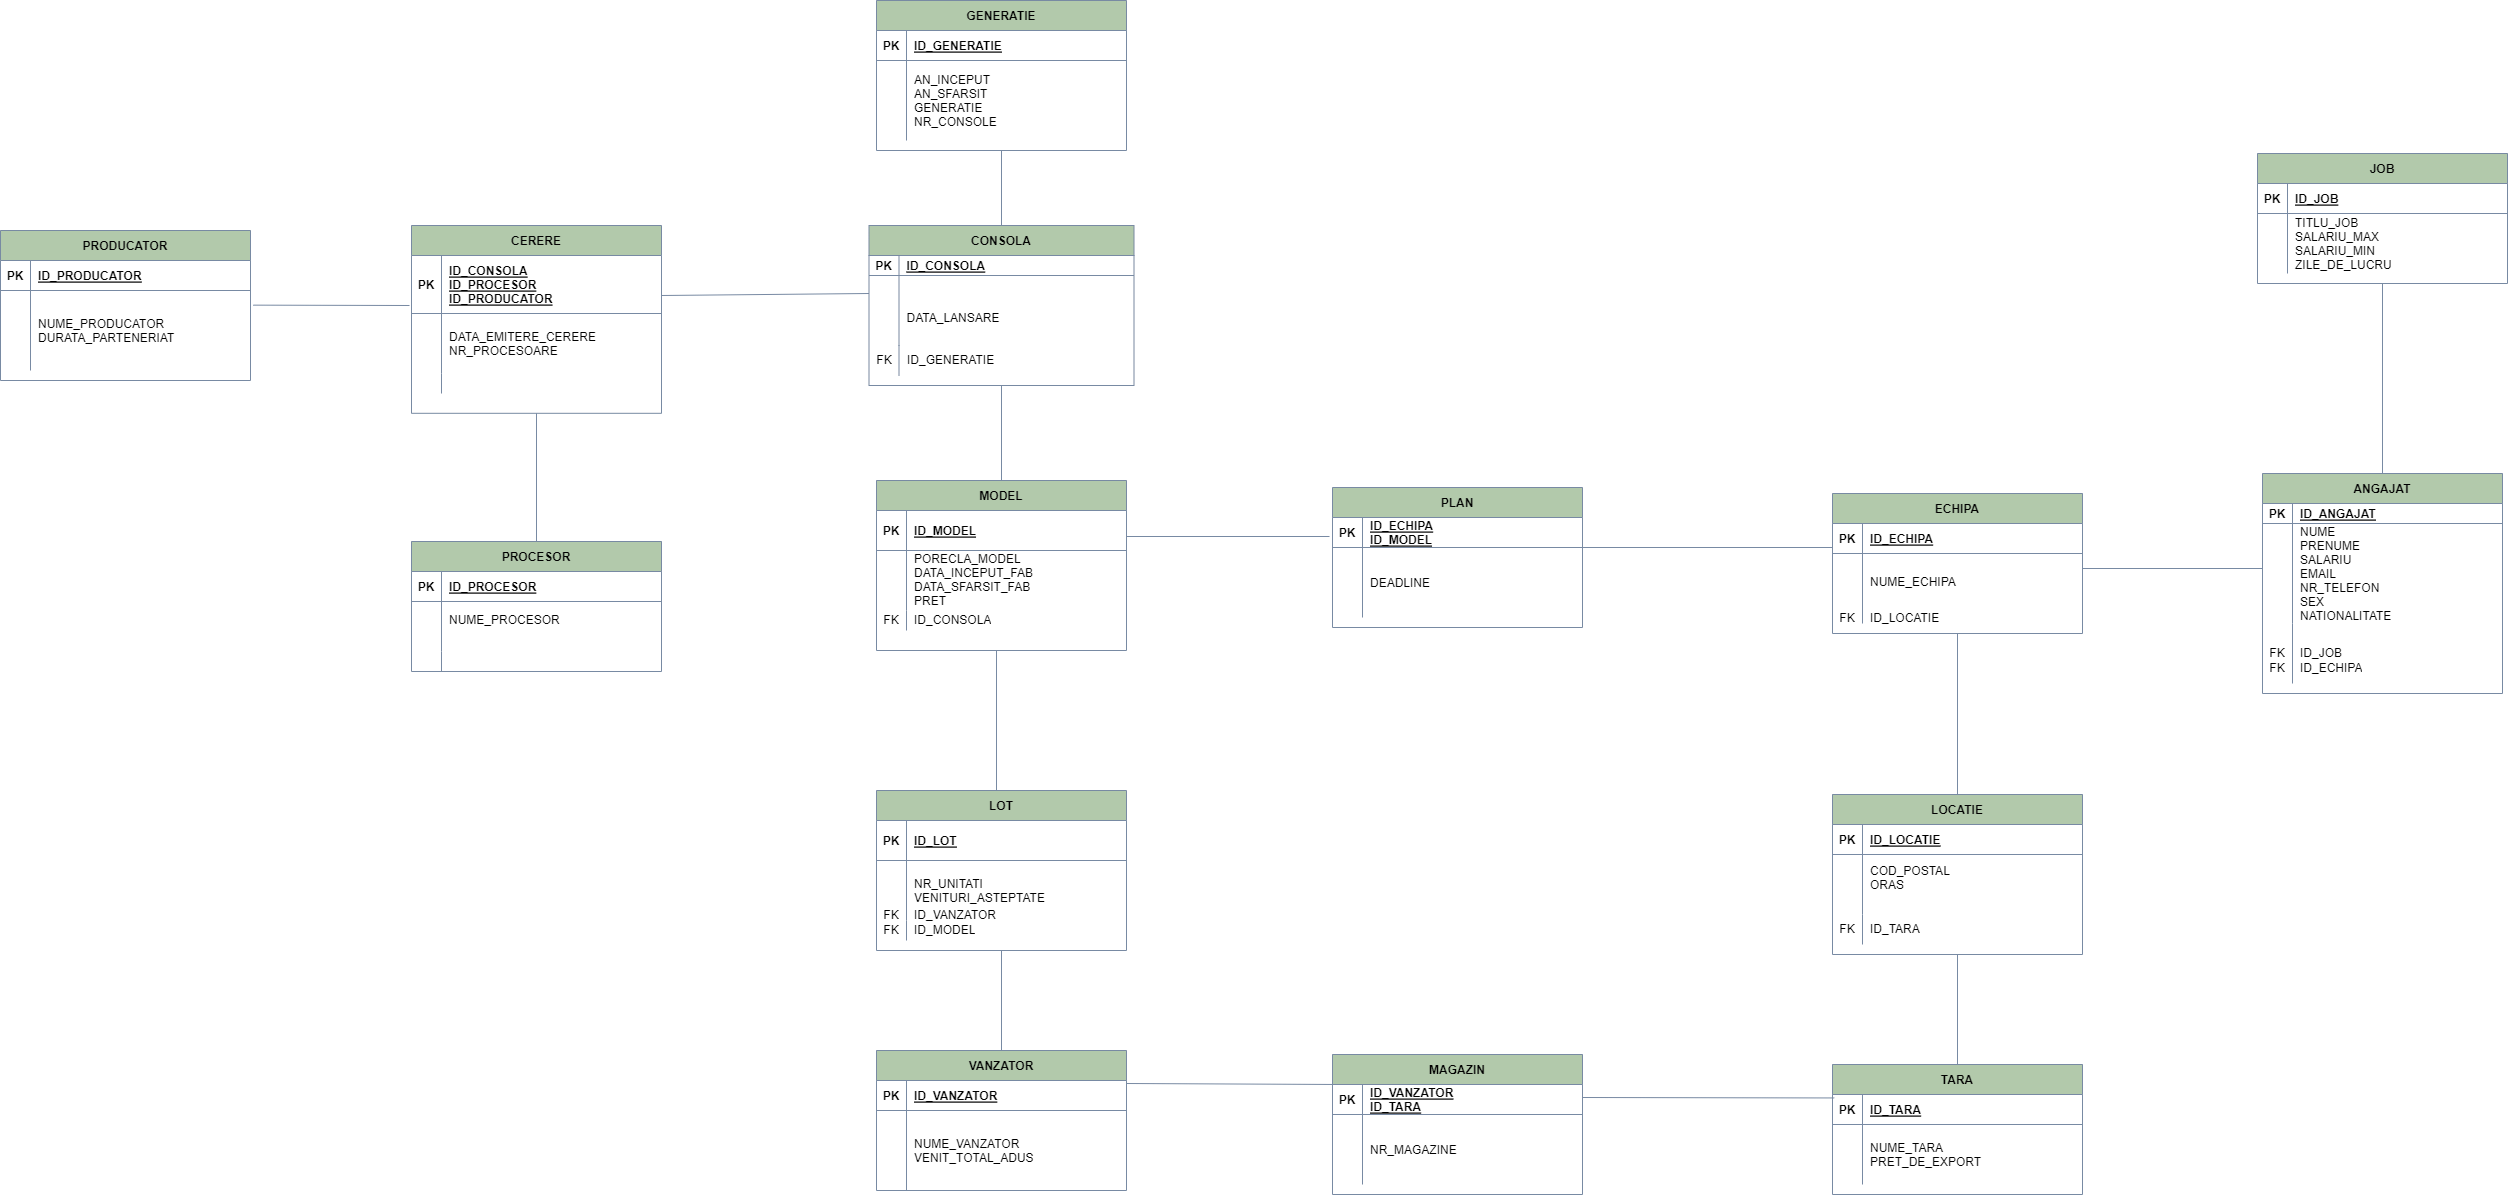 GENERATIE
PK ID_GENERATIE
AN_INCEPUT
AN_SFARSIT
GENERATIE
NR_CONSOLE
JOB
PK ID_JOB
TITLU_JOB
SALARIU_MAX
SALARIU_MIN
ZILE_DE_LUCRU
PRODUCATOR
PK ID_PRODUCATOR
NUME_PRODUCATOR
DURATA_PARTENERIAT
CERERE
ID_CONSOLA
PK ID_PROCESOR
ID_PRODUCATOR
DATA_EMITERE_CERERE
NR_PROCESOARE
CONSOLA
PK ID_CONSOLA
DATA_LANSARE
FK ID_GENERATIE
PROCESOR
PK ID_PROCESOR
NUME_PROCESOR
MODEL
PK ID_MODEL
PORECLA_MODEL
DATA_INCEPUT_FAB
DATA_SFARSIT_FAB
PRET
FK ID_CONSOLA
PLAN
PK ID_ECHIPA
ID_MODEL
DEADLINE
ECHIPA
PK ID_ECHIPA
NUME_ECHIPA
FK ID_LOCATIE
ANGAJAT
PK ID_ANGAJAT
NUME
PRENUME
SALARIU
EMAIL
NR_TELEFON
SEX
NATIONALITATE
FK ID_JOB
FK ID_ECHIPA
LOT
PK ID_LOT
NR_UNITATI
VENITURI_ASTEPTATE
FK ID_VANZATOR
FK ID_MODEL
LOCATIE
PK ID_LOCATIE
COD_POSTAL
ORAS
FK ID_TARA
VANZATOR
PK ID_VANZATOR
NUME_VANZATOR
VENIT_TOTAL_ADUS
MAGAZIN
PK ID_VANZATOR
ID_TARA
NR_MAGAZINE
TARA
PK ID_TARA
NUME_TARA
PRET_DE_EXPORT